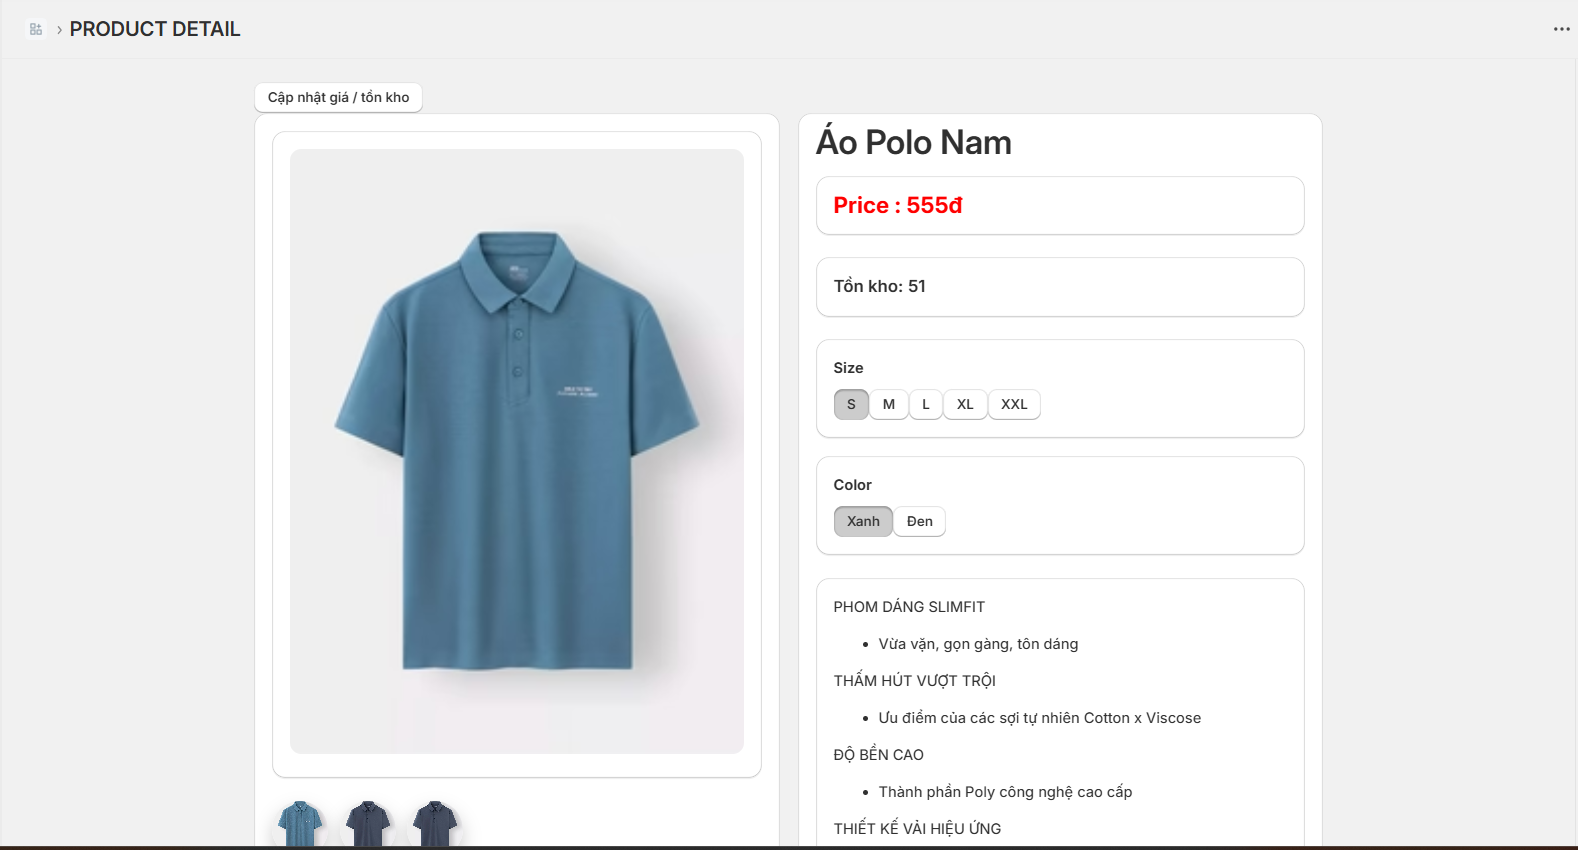 PRODUCT DETAIL
Cập nhật giá / tồn kho
Áo Polo Nam
Price : 555đ
Tồn kho: 51
Size
S M L XL XXL
Color
Xanh Đen
PHOM DÁNG SLIMFIT
Vừa vặn, gọn gàng, tôn dáng
THẤM HÚT VƯỢT TRỘI
Ưu điểm của các sợi tự nhiên Cotton x Viscose
ĐỘ BỀN CAO
Thành phần Poly công nghệ cao cấp
THIẾT KẾ VẢI HIỆU ỨNG